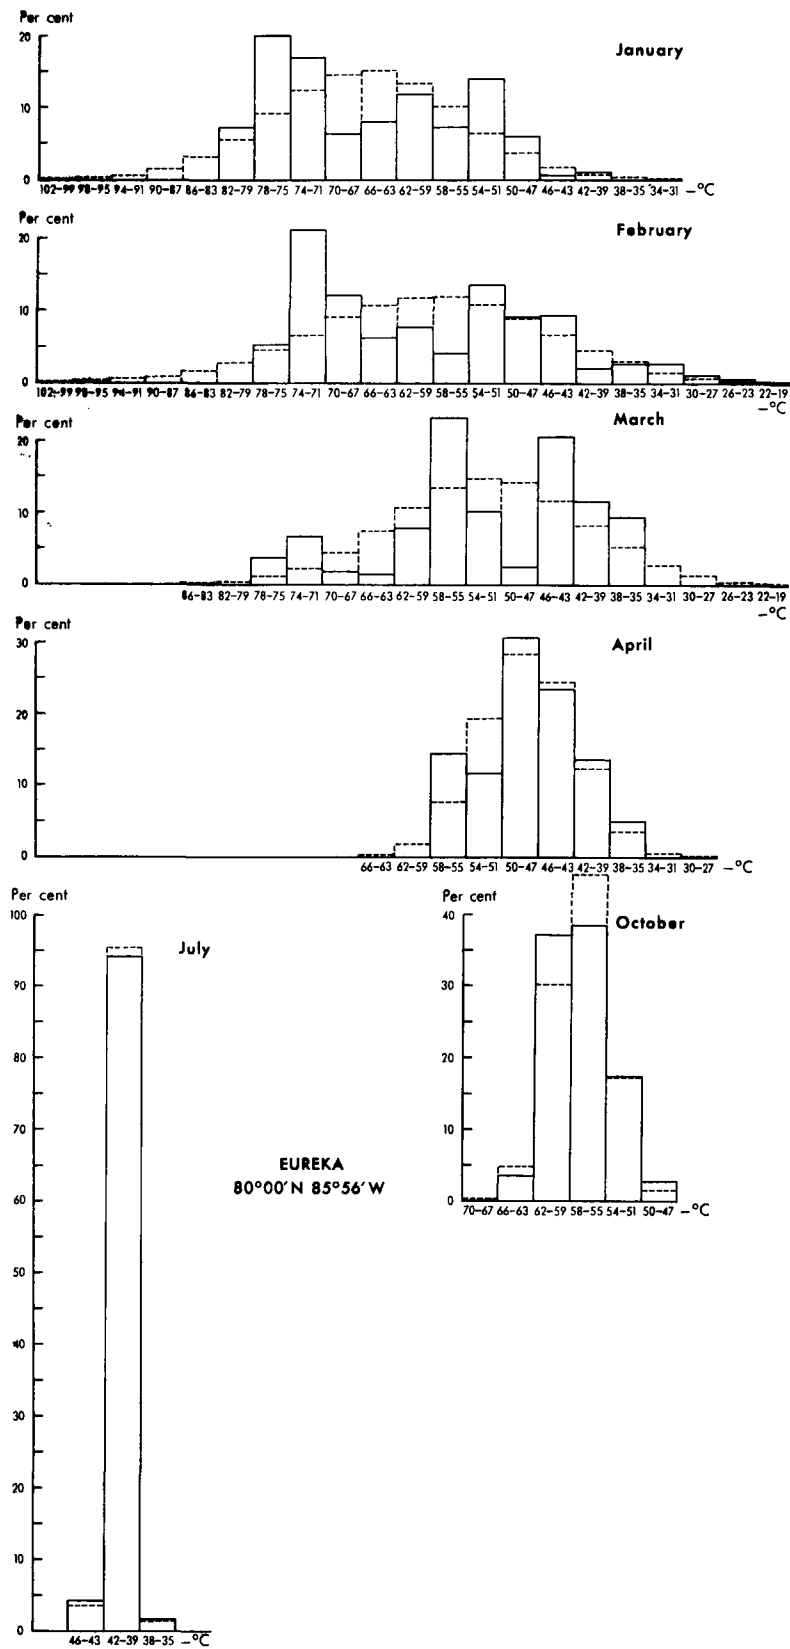 Per cent
January
20
10
0
102–99 98–95 94–91 90–87 86–83 82–79 78–75 74–71 70–67 66–63 62–59 58–55 54–51 50–47 46–43 42–39 38–35 34–31 –°C
Per cent
February
20
10
0
102–99 98–95 94–91 90–87 86–83 82–79 78–75 74–71 70–67 66–63 62–59 58–55 54–51 50–47 46–43 42–39 38–35 34–31 30–27 26–23 22–19
–°C
Per cent
March
20
10
0
86–83 82–79 78–75 74–71 70–67 66–63 62–59 58–55 54–51 50–47 46–43 42–39 38–35 34–31 30–27 26–23 22–19
–°C
Per cent
April
30
20
10
0
66–63 62–59 58–55 54–51 50–47 46–43 42–39 38–35 34–31 30–27 –°C
Per cent
July
100
90
80
70
60
50
40
30
20
10
0
46–43 42–39 38–35 –°C
Per cent
October
40
30
20
10
0
70–67 66–63 62–59 58–55 54–51 50–47 –°C
EUREKA
80°00′N 85°56′W